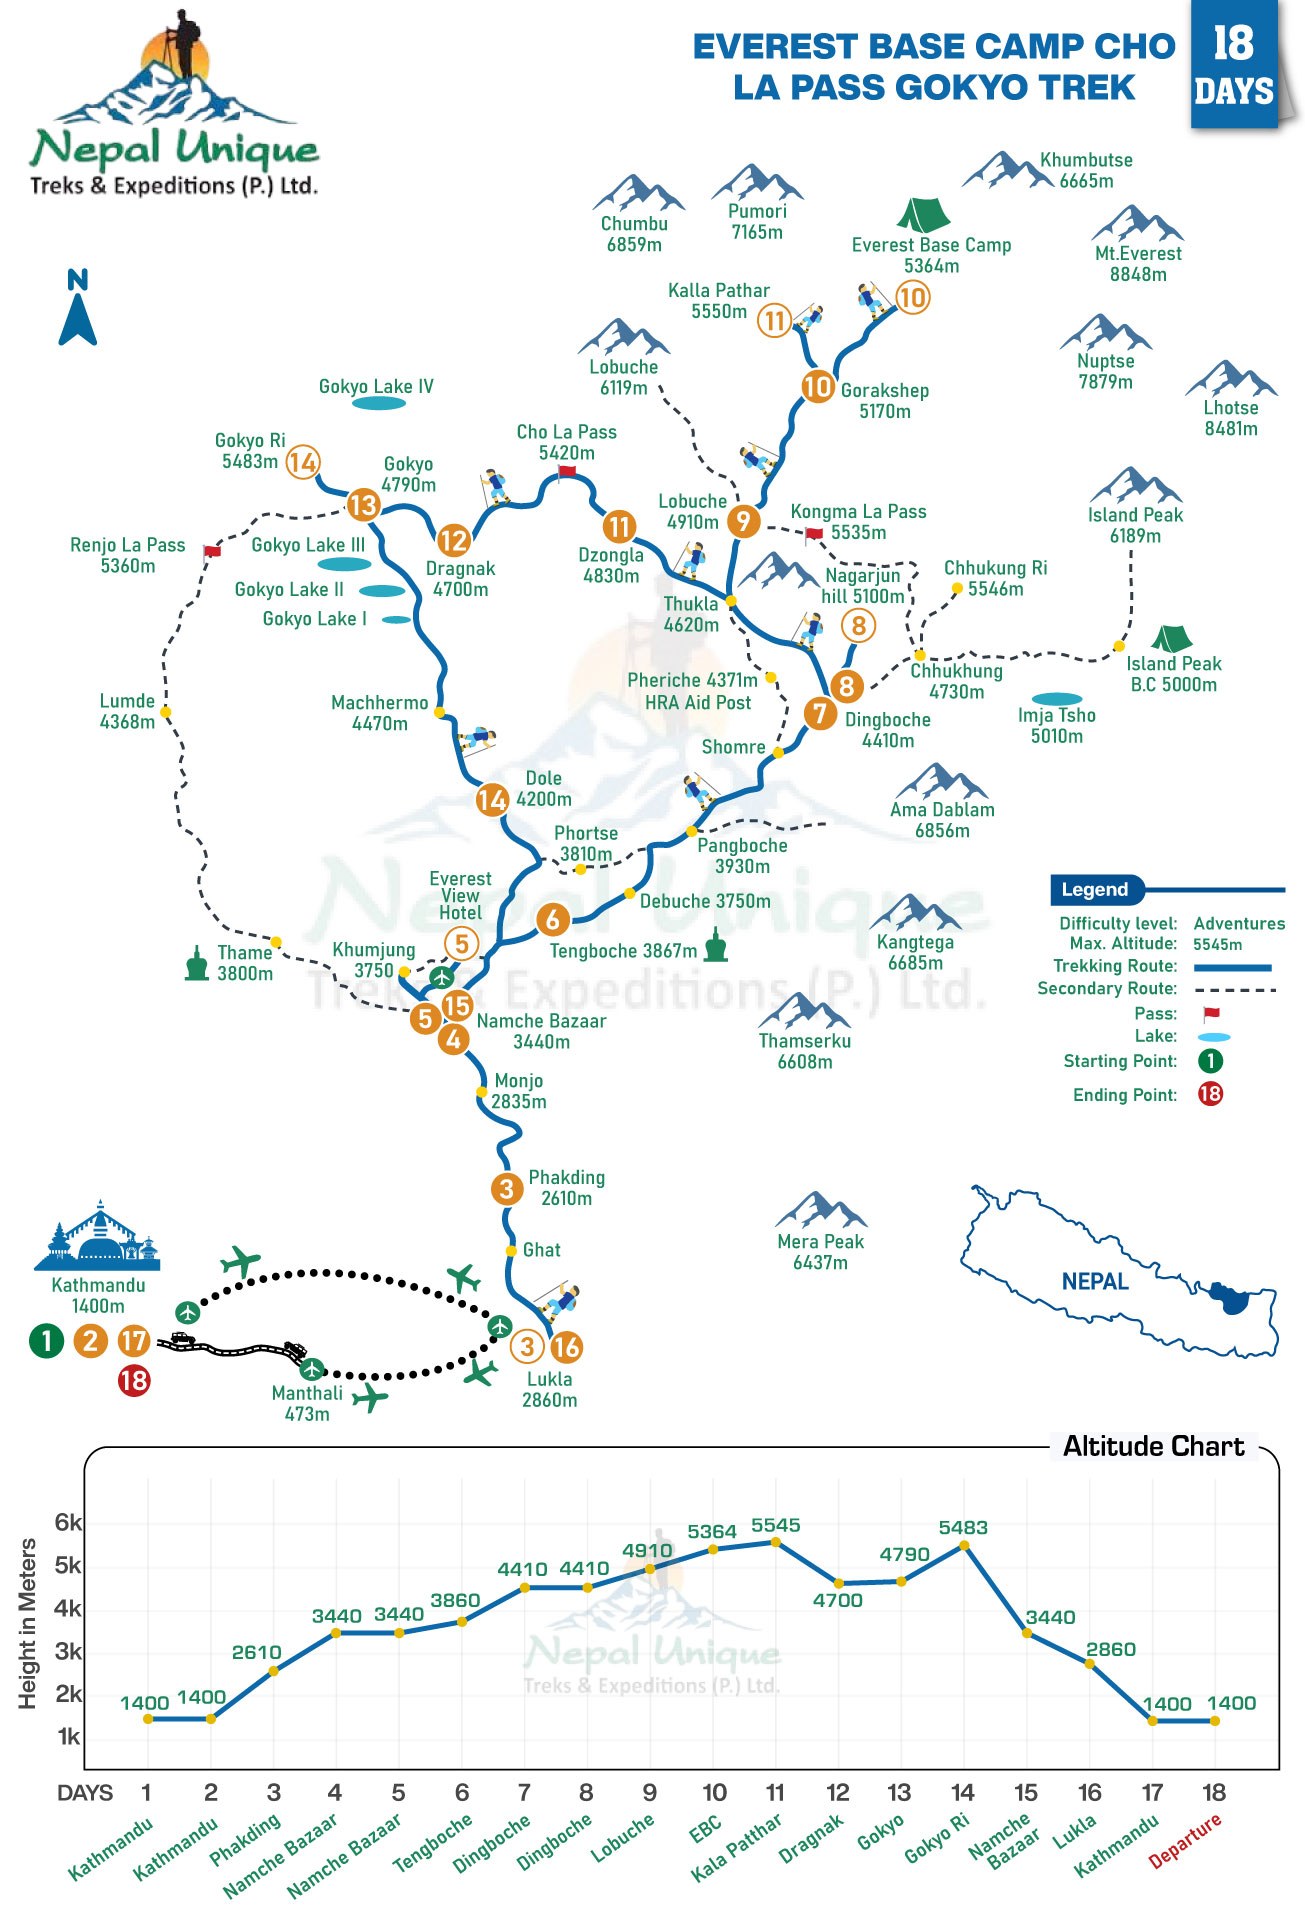 Nepal Unique
Treks & Expeditions (P.) Ltd.
EVEREST BASE CAMP CHO
LA PASS GOKYO TREK
18
DAYS
N
Khumbutse
6665m
Chumbu
6859m
Pumori
7165m
Everest Base Camp
5364m
Mt.Everest
8848m
Kalla Pathar
5550m
11
10
Lobuche
6119m
Nuptse
7879m
Lhotse
8481m
10
Gorakshep
5170m
Gokyo Lake IV
Gokyo Ri
5483m
14
Gokyo
4790m
13
Cho La Pass
5420m
12
Dragnak
4700m
11
Dzongla
4830m
Lobuche
4910m
9
Kongma La Pass
5535m
Island Peak
6189m
Renjo La Pass
5360m
Gokyo Lake III
Gokyo Lake II
Gokyo Lake I
Thukla
4620m
Nagarjun
hill 5100m
8
Chhukung Ri
5546m
Lumde
4368m
Machhermo
4470m
Pheriche 4371m
HRA Aid Post
8
7
Dingboche
4410m
Chhukhung
4730m
Island Peak
B.C 5000m
Imja Tsho
5010m
Shomre
14
Dole
4200m
Ama Dablam
6856m
Phortse
3810m
Pangboche
3930m
Everest
View
Hotel
5
6
Debuche 3750m
Tengboche 3867m
Kangtega
6685m
Thame
3800m
Khumjung
3750
5
15
4
Namche Bazaar
3440m
Thamserku
6608m
Nepal Unique
Treks & Expeditions (P.) Ltd.
Legend
Difficulty level: Adventures
Max. Altitude: 5545m
Trekking Route:
Secondary Route:
Pass:
Lake:
Starting Point: 1
Ending Point: 18
Monjo
2835m
3
Phakding
2610m
Ghat
Mera Peak
6437m
NEPAL
Kathmandu
1400m
1 2 17
18
Manthali
473m
3 16
Lukla
2860m
Altitude Chart
Height in Meters
6k
5k
4k
3k
2k
1k
1400 1400 2610 3440 3440 3860 4410 4410 4910 5364 5545 4700 4790 5483 3440 2860 1400 1400
Nepal Unique
Treks & Expeditions (P.) Ltd.
DAYS 1 2 3 4 5 6 7 8 9 10 11 12 13 14 15 16 17 18
Kathmandu
Kathmandu
Phakding
Namche Bazaar
Namche Bazaar
Tengboche
Dingboche
Dingboche
Lobuche
EBC
Kala Patthar
Dragnak
Gokyo
Gokyo Ri
Namche
Bazaar
Lukla
Kathmandu
Departure